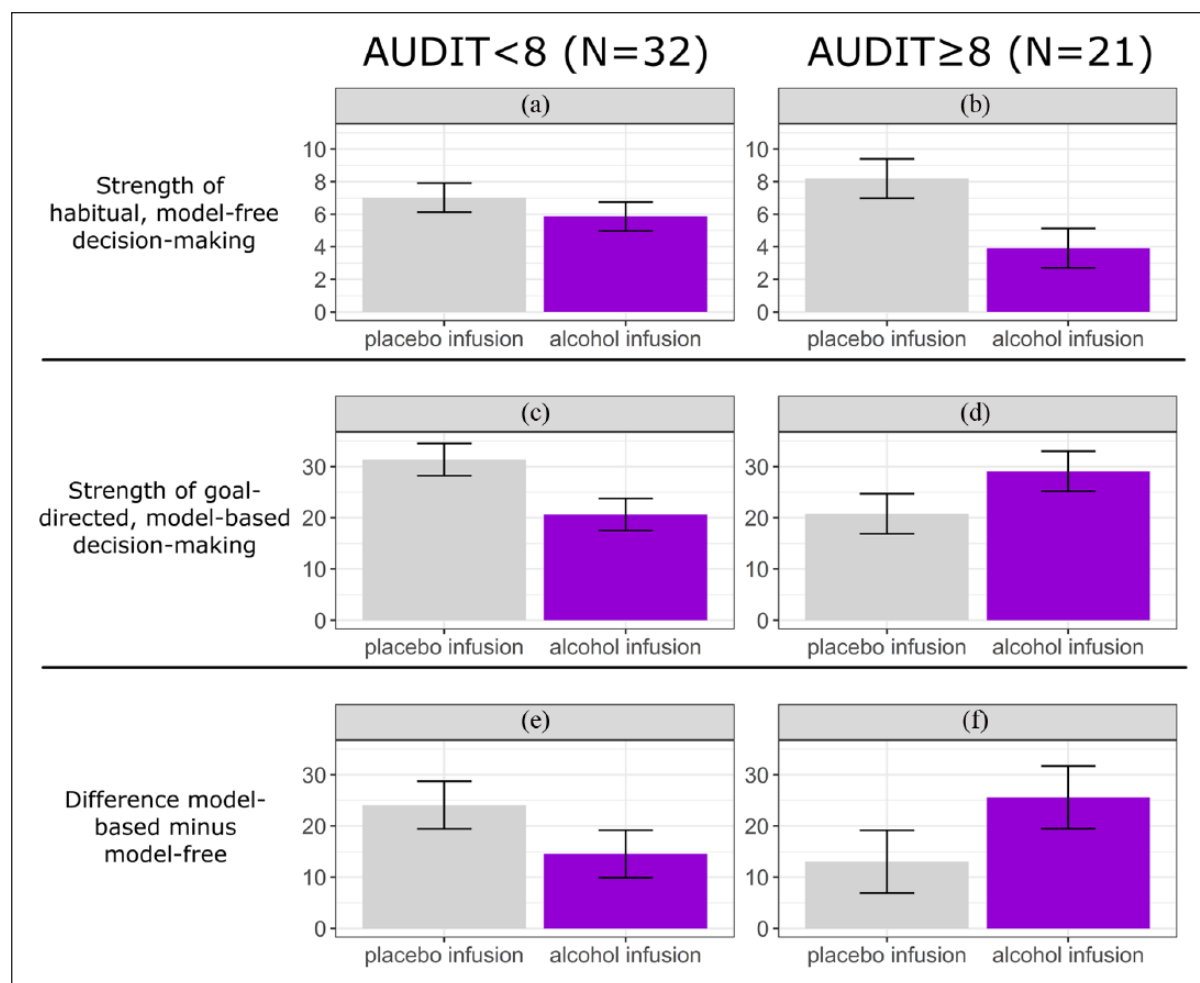 AUDIT<8 (N=32)
AUDIT≥8 (N=21)
Strength of
habitual, model-free
decision-making
(a)
10
8
6
4
2
0
placebo infusion
alcohol infusion
(b)
10
8
6
4
2
0
placebo infusion
alcohol infusion
Strength of goal-
directed, model-based
decision-making
(c)
30
20
10
0
placebo infusion
alcohol infusion
(d)
30
20
10
0
placebo infusion
alcohol infusion
Difference model-
based minus
model-free
(e)
30
20
10
0
placebo infusion
alcohol infusion
(f)
30
20
10
0
placebo infusion
alcohol infusion